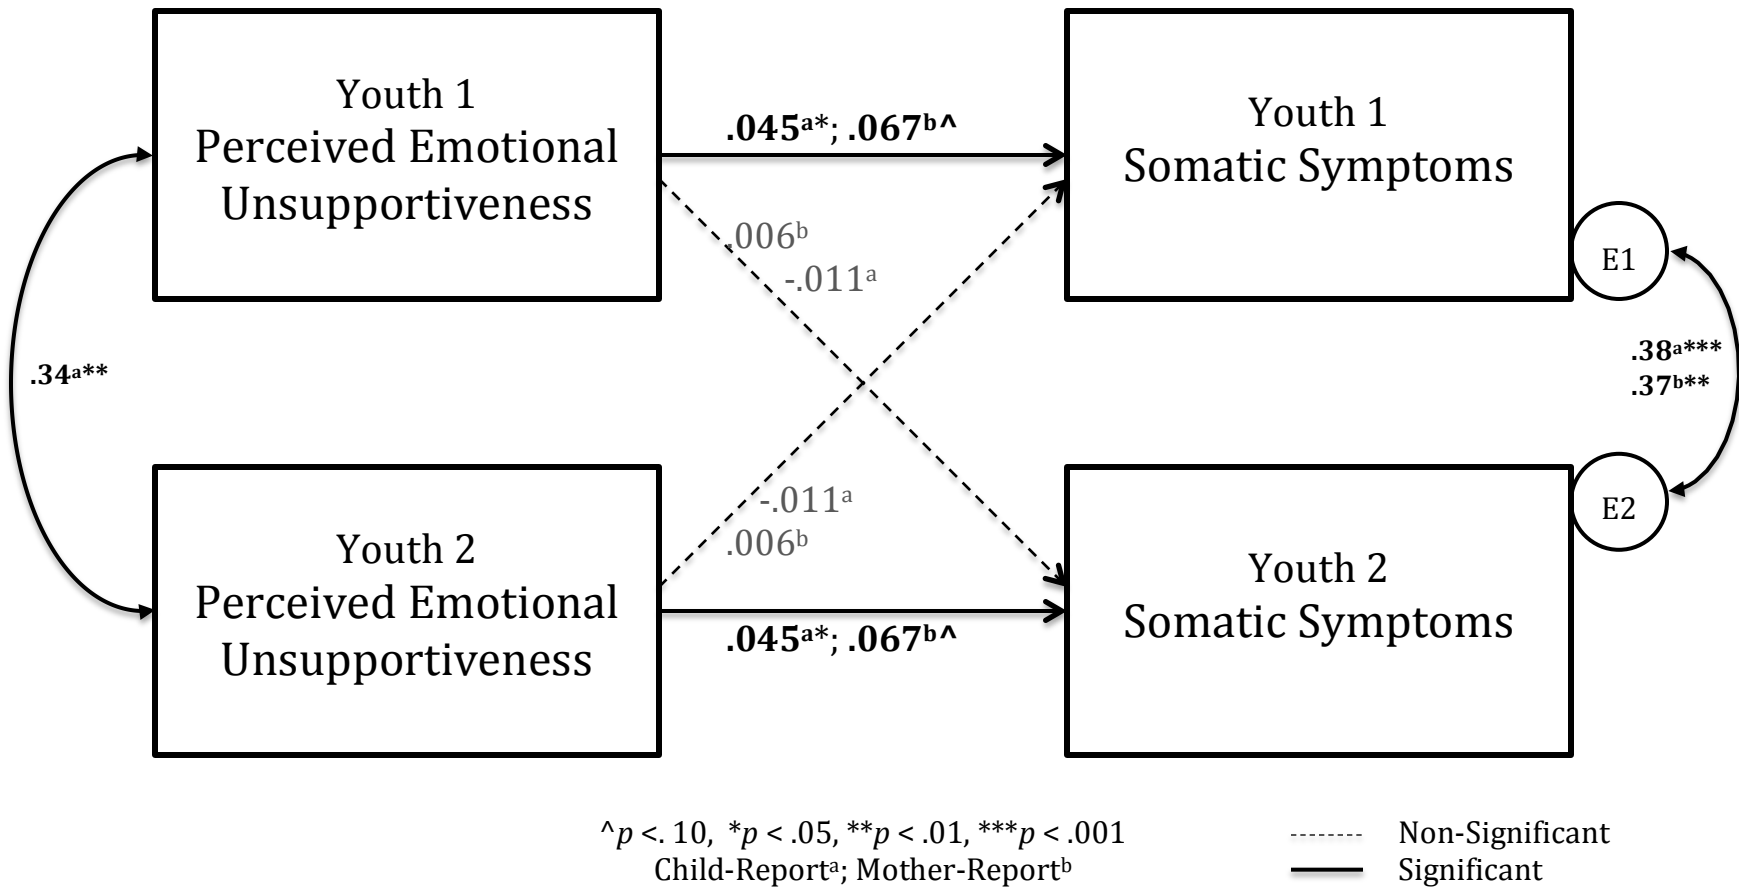 Youth 1
Perceived Emotional
Unsupportiveness
.045ᵃ*; .067ᵇ^
Youth 1
Somatic Symptoms
.006ᵇ
-.011ᵃ
E1
.34ᵃ**
.38ᵃ***
.37ᵇ**
-.011ᵃ
.006ᵇ
E2
Youth 2
Perceived Emotional
Unsupportiveness
.045ᵃ*; .067ᵇ^
Youth 2
Somatic Symptoms
^p <. 10, *p < .05, **p < .01, ***p < .001
Child-Reportᵃ; Mother-Reportᵇ
Non-Significant
Significant